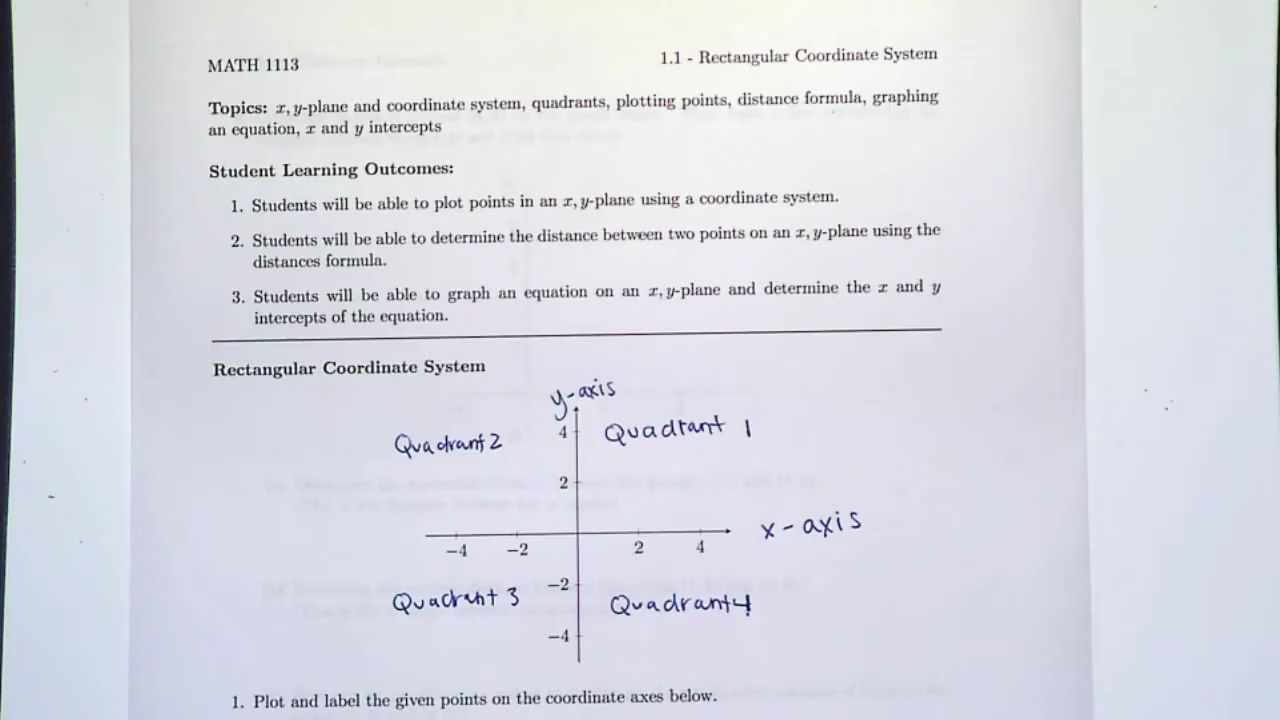 MATH 1113
1.1 - Rectangular Coordinate System
Topics: x, y-plane and coordinate system, quadrants, plotting points, distance formula, graphing
an equation, x and y intercepts
Student Learning Outcomes:
1. Students will be able to plot points in an x, y-plane using a coordinate system.
2. Students will be able to determine the distance between two points on an x, y-plane using the
distances formula.
3. Students will be able to graph an equation on an x, y-plane and determine the x and y
intercepts of the equation.
Rectangular Coordinate System
y-axis
Quadrant 2
4
Quadrant 1
2
x-axis
−4
−2
2
4
−2
Quadrant 3
Quadrant 4
−4
1. Plot and label the given points on the coordinate axes below.